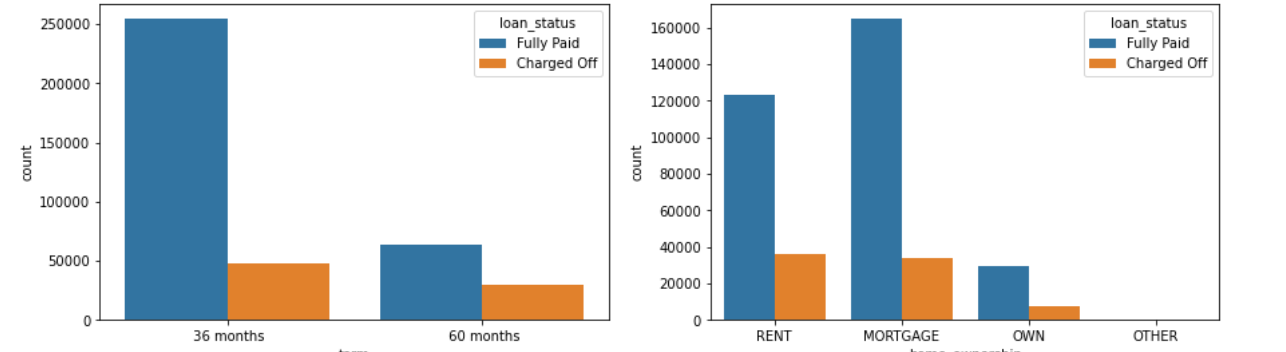 loan_status
Fully Paid
Charged Off
250000
200000
150000
100000
50000
0
count
36 months
60 months
loan_status
Fully Paid
Charged Off
160000
140000
120000
100000
80000
60000
40000
20000
0
count
RENT
MORTGAGE
OWN
OTHER